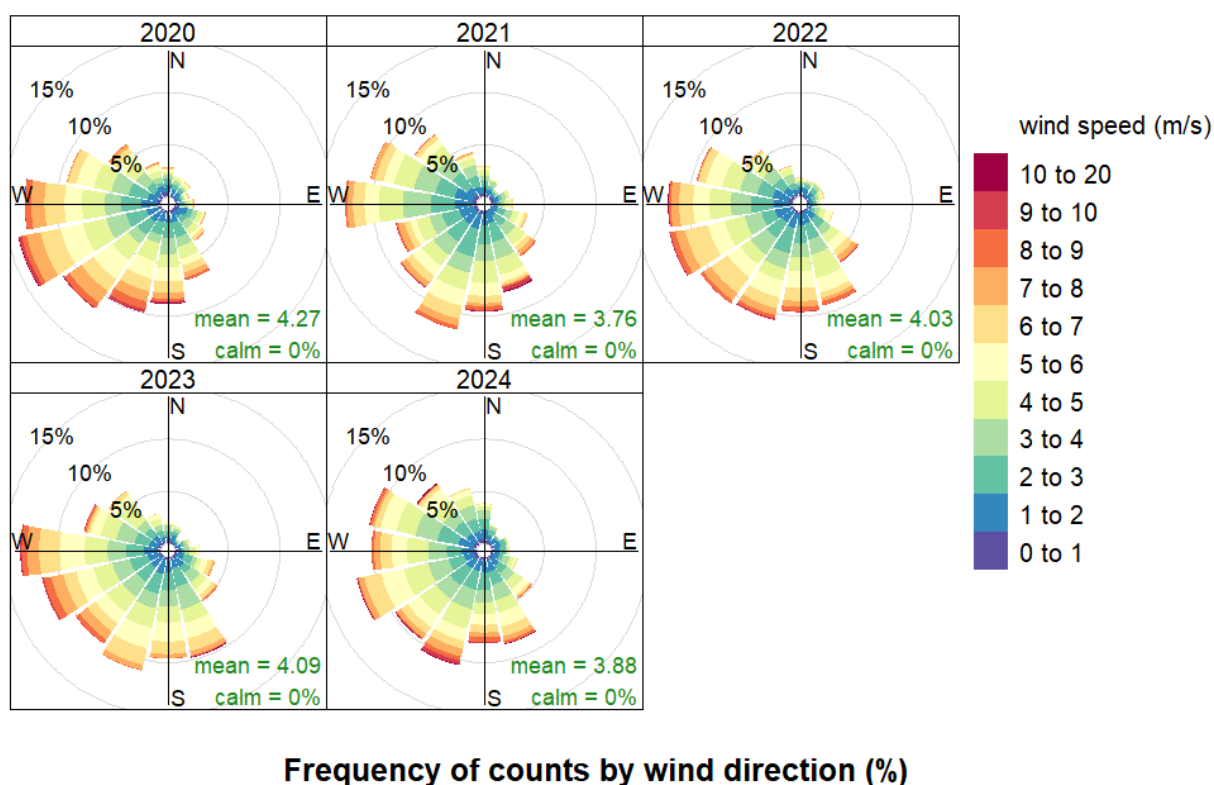 2020
N
15%
10%
5%
W
E
mean = 4.27
calm = 0%
S
2021
N
15%
10%
5%
W
E
mean = 3.76
calm = 0%
S
2022
N
15%
10%
5%
W
E
mean = 4.03
calm = 0%
S
2023
N
15%
10%
5%
W
E
mean = 4.09
calm = 0%
S
2024
N
15%
10%
5%
W
E
mean = 3.88
calm = 0%
S
wind speed (m/s)
10 to 20
9 to 10
8 to 9
7 to 8
6 to 7
5 to 6
4 to 5
3 to 4
2 to 3
1 to 2
0 to 1
Frequency of counts by wind direction (%)